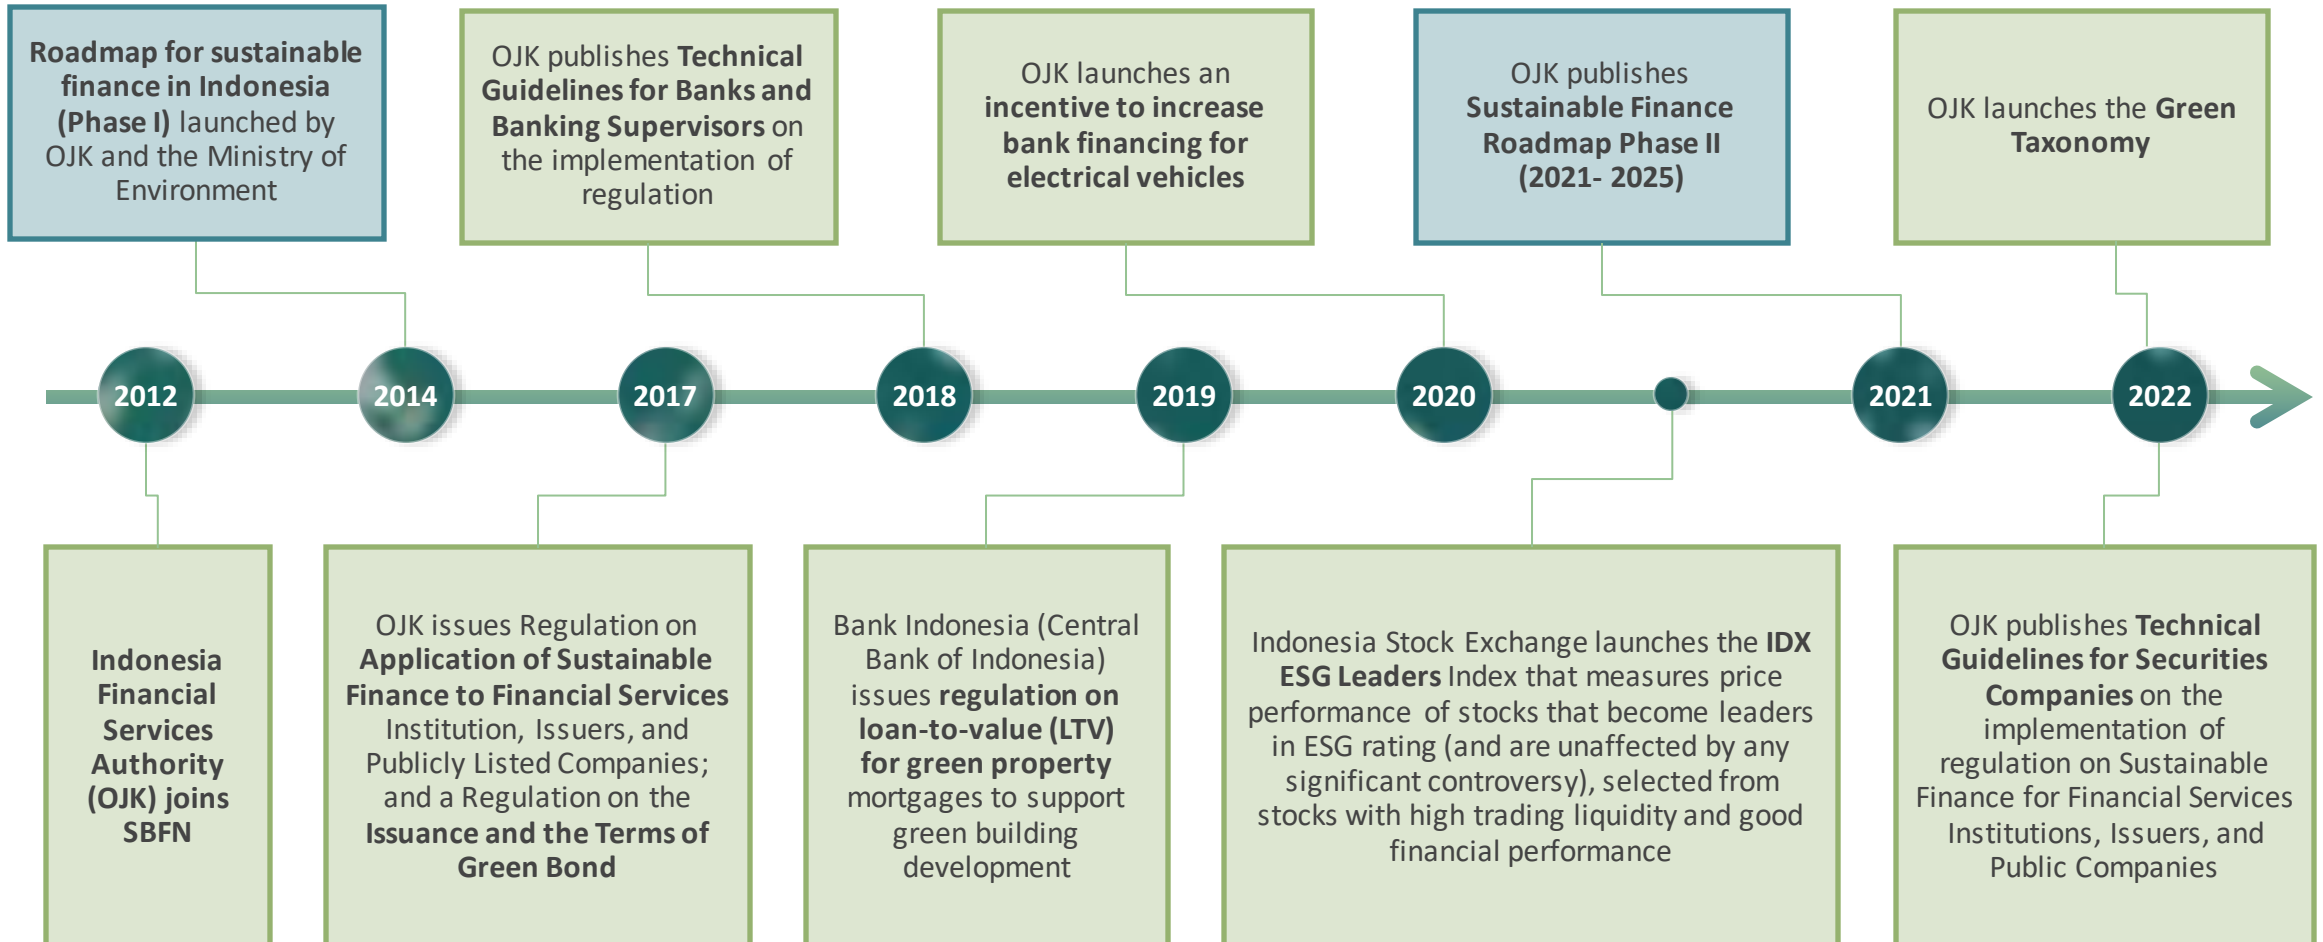 Roadmap for sustainable
finance in Indonesia
(Phase I) launched by
OJK and the Ministry of
Environment
OJK publishes Technical
Guidelines for Banks and
Banking Supervisors on
the implementation of
regulation
OJK launches an
incentive to increase
bank financing for
electrical vehicles
OJK publishes
Sustainable Finance
Roadmap Phase II
(2021- 2025)
OJK launches the Green
Taxonomy
2012
2014
2017
2018
2019
2020
2021
2022
Indonesia
Financial
Services
Authority
(OJK) joins
SBFN
OJK issues Regulation on
Application of Sustainable
Finance to Financial Services
Institution, Issuers, and
Publicly Listed Companies;
and a Regulation on the
Issuance and the Terms of
Green Bond
Bank Indonesia (Central
Bank of Indonesia)
issues regulation on
loan-to-value (LTV)
for green property
mortgages to support
green building
development
Indonesia Stock Exchange launches the IDX
ESG Leaders Index that measures price
performance of stocks that become leaders
in ESG rating (and are unaffected by any
significant controversy), selected from
stocks with high trading liquidity and good
financial performance
OJK publishes Technical
Guidelines for Securities
Companies on the
implementation of
regulation on Sustainable
Finance for Financial Services
Institutions, Issuers, and
Public Companies